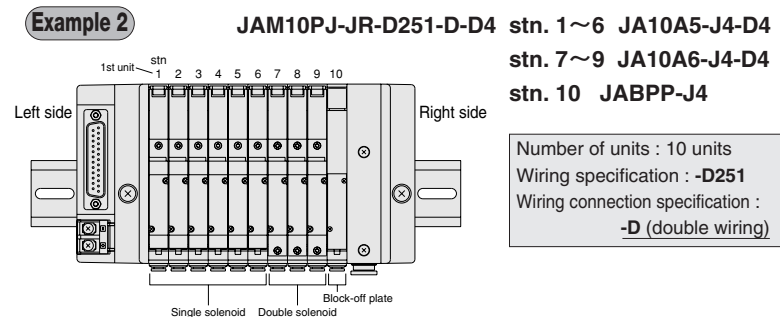 Example 2
JAM10PJ-JR-D251-D-D4 stn. 1～6 JA10A5-J4-D4
stn. 7～9 JA10A6-J4-D4
stn. 10 JABPP-J4
stn
1st unit
1 2 3 4 5 6 7 8 9 10
Left side
Right side
Number of units : 10 units
Wiring specification : -D251
Wiring connection specification :
-D (double wiring)
Block-off plate
Single solenoid Double solenoid